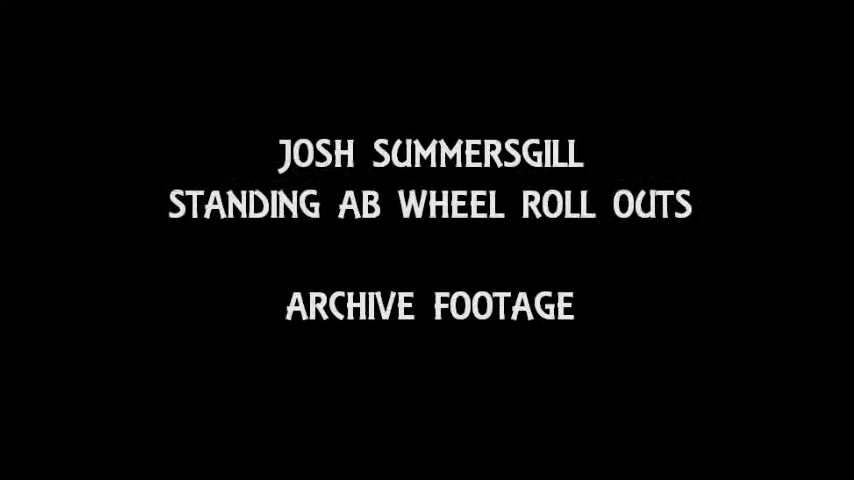 JOSH SUMMERSGILL
STANDING AB WHEEL ROLL OUTS
ARCHIVE FOOTAGE